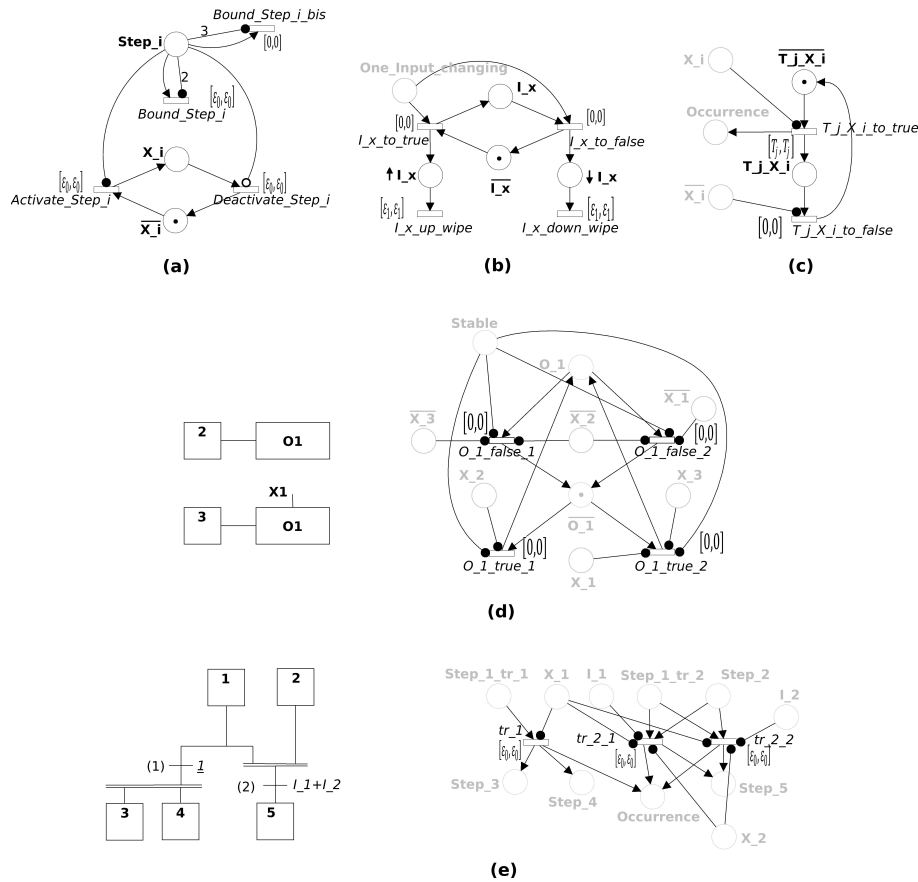 Bound_Step_i_bis
Step_i
3
[0,0]
2
[ε0,ε0]
Bound_Step_i
X_i
[ε0,ε0]
[ε0,ε0]
Activate_Step_i
Deactivate_Step_i
X_i
(a)
One_Input_changing
I_x
[0,0]
[0,0]
I_x_to_true
I_x_to_false
I_x
↑ I_x
↓ I_x
[ε1,ε1]
[ε1,ε1]
I_x_up_wipe
I_x_down_wipe
(b)
X_i
T_j_X_i
Occurrence
T_j_X_i_to_true
[Tj,Tj]
T_j_X_i
X_i
[0,0]
T_j_X_i_to_false
(c)
2
O1
X1
3
O1
Stable
O_1
X_3
X_2
X_1
[0,0]
[0,0]
O_1_false_1
O_1_false_2
X_2
X_3
O_1
[0,0]
[0,0]
O_1_true_1
O_1_true_2
X_1
(d)
1
2
(1)
1
(2)
I_1+I_2
3
4
5
Step_1_tr_1
X_1
I_1
Step_1_tr_2
Step_2
I_2
tr_1
tr_2_1
tr_2_2
[ε0,ε0]
[ε0,ε0]
[ε0,ε0]
Step_3
Step_4
Occurrence
Step_5
X_2
(e)